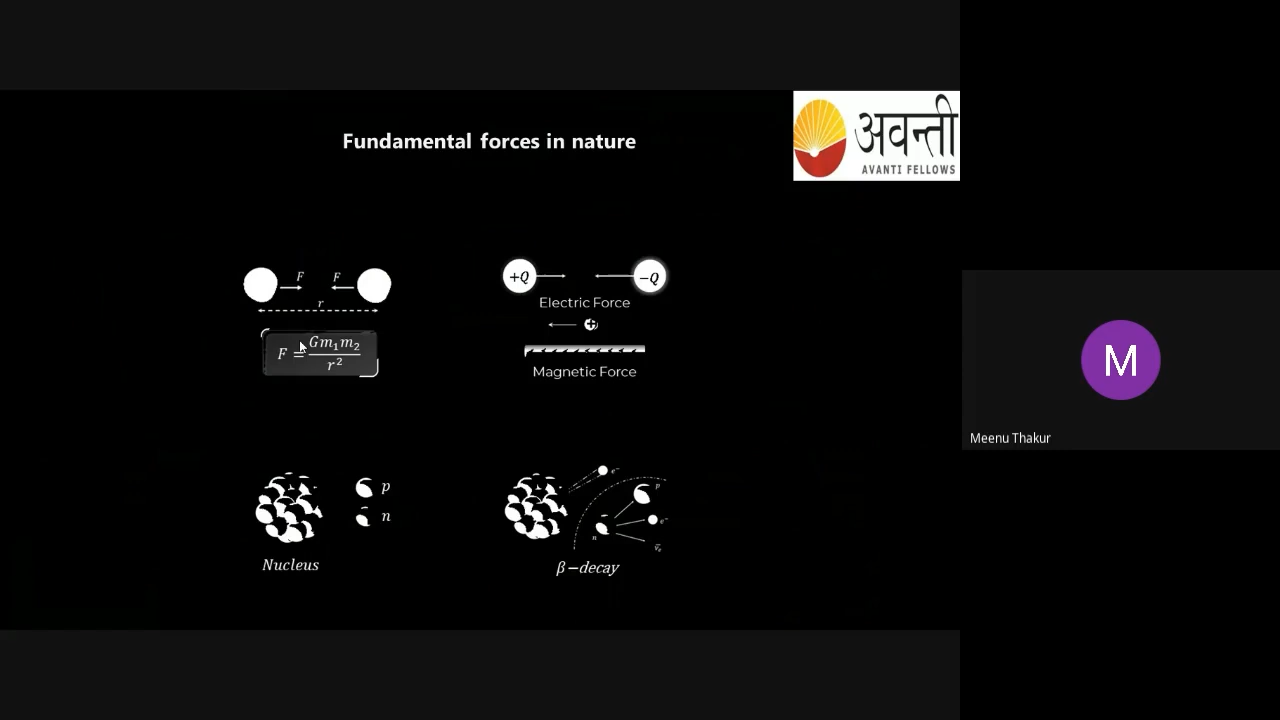 Fundamental forces in nature
अवन्ती
AVANTI FELLOWS
F F
r
F = Gm₁m₂ / r²
+Q −Q
Electric Force
+
Magnetic Force
p
n
Nucleus
e⁻
p
e⁻
n
ν̅ₑ
β−decay
M
Meenu Thakur